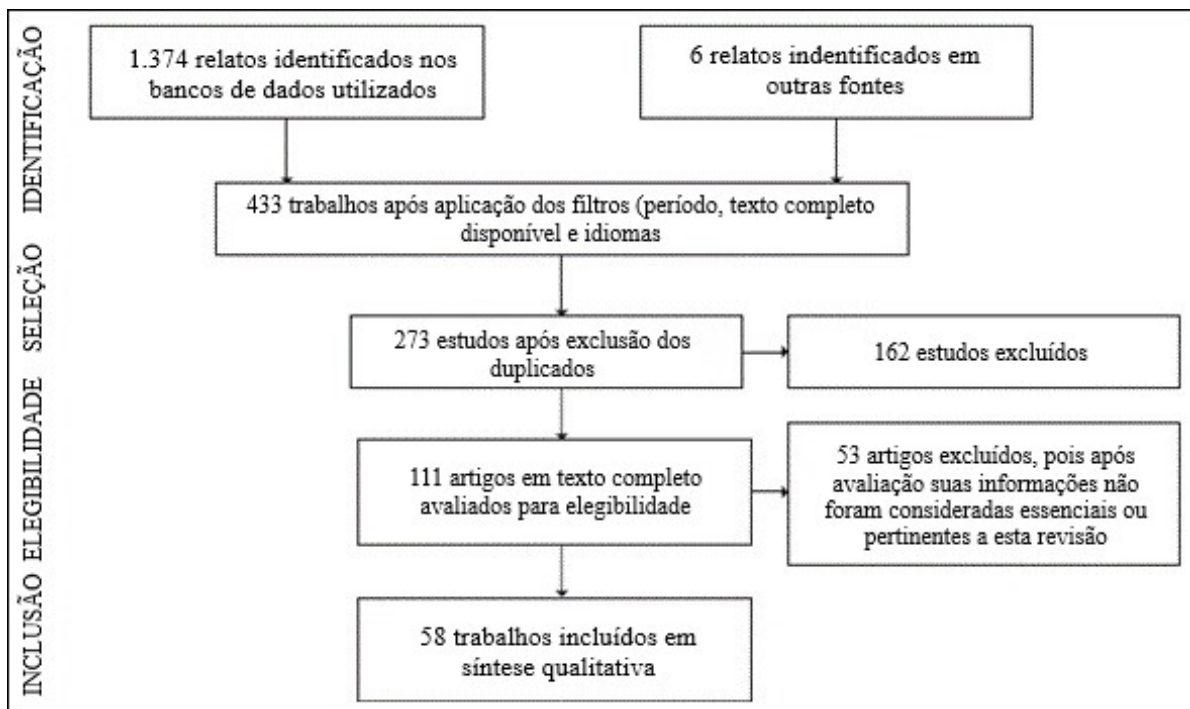 IDENTIFICAÇÃO
1.374 relatos identificados nos
bancos de dados utilizados
6 relatos indentificados em
outras fontes
433 trabalhos após aplicação dos filtros (período, texto completo
disponível e idiomas
SELEÇÃO
273 estudos após exclusão dos
duplicados
162 estudos excluídos
ELEGIBILIDADE
111 artigos em texto completo
avaliados para elegibilidade
53 artigos excluídos, pois após
avaliação suas informações não
foram consideradas essenciais ou
pertinentes a esta revisão
INCLUSÃO
58 trabalhos incluídos em
síntese qualitativa